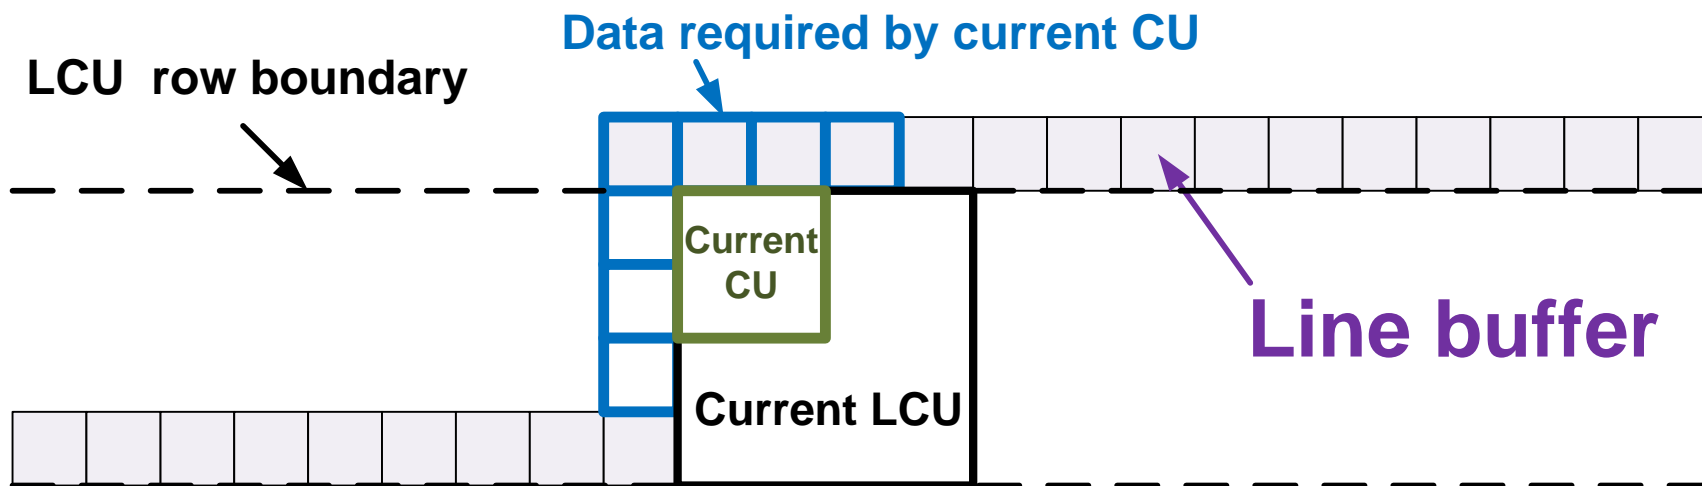 Data required by current CU
LCU row boundary
Current
CU
Line buffer
Current LCU